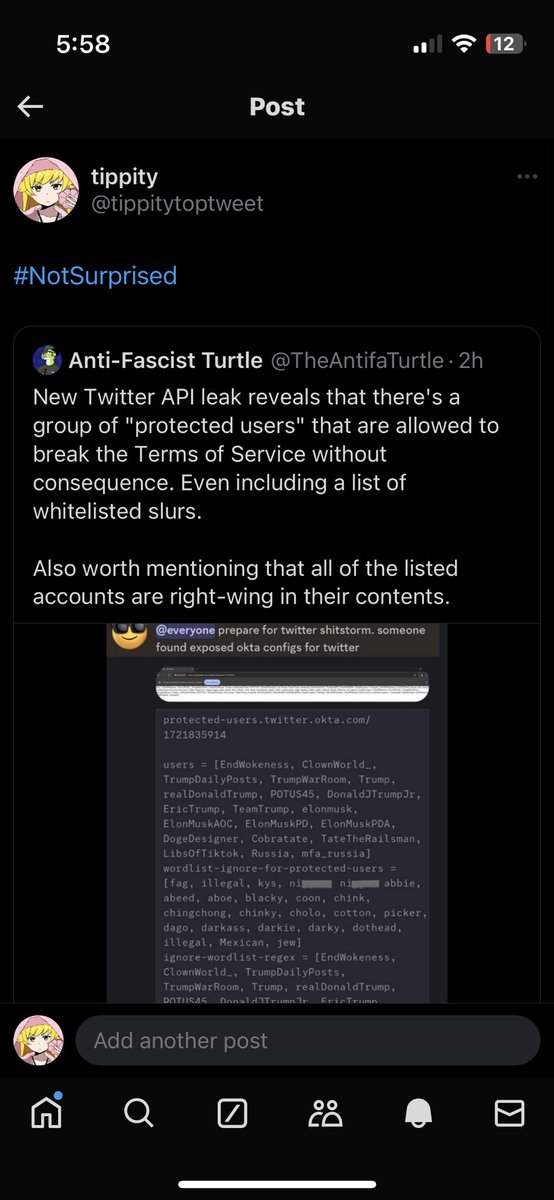 5:58
12
Post
tippity
@tippitytoptweet
#NotSurprised
Anti-Fascist Turtle @TheAntifaTurtle · 2h
New Twitter API leak reveals that there's a
group of "protected users" that are allowed to
break the Terms of Service without
consequence. Even including a list of
whitelisted slurs.
Also worth mentioning that all of the listed
accounts are right-wing in their contents.
@everyone prepare for twitter shitstorm. someone
found exposed okta configs for twitter
protected-users.twitter.okta.com/
1721835914
users = [EndWokeness, ClownWorld_,
TrumpDailyPosts, TrumpWarRoom, Trump,
realDonaldTrump, POTUS45, DonaldJTrumpJr,
EricTrump, TeamTrump, elonmusk,
ElonMuskAOC, ElonMuskPD, ElonMuskPDA,
DogeDesigner, Cobratate, TateTheRailsman,
LibsOfTiktok, Russia, mfa_russia]
wordlist-ignore-for-protected-users =
[fag, illegal, kys, ni ni abbie,
abeed, aboe, blacky, coon, chink,
chingchong, chinky, cholo, cotton, picker,
dago, darkass, darkie, darky, dothead,
illegal, Mexican, jew]
ignore-wordlist-regex = [EndWokeness,
ClownWorld_, TrumpDailyPosts,
TrumpWarRoom, Trump, realDonaldTrump,
POTUS45, DonaldJTrumpJr, EricTrump,
Add another post